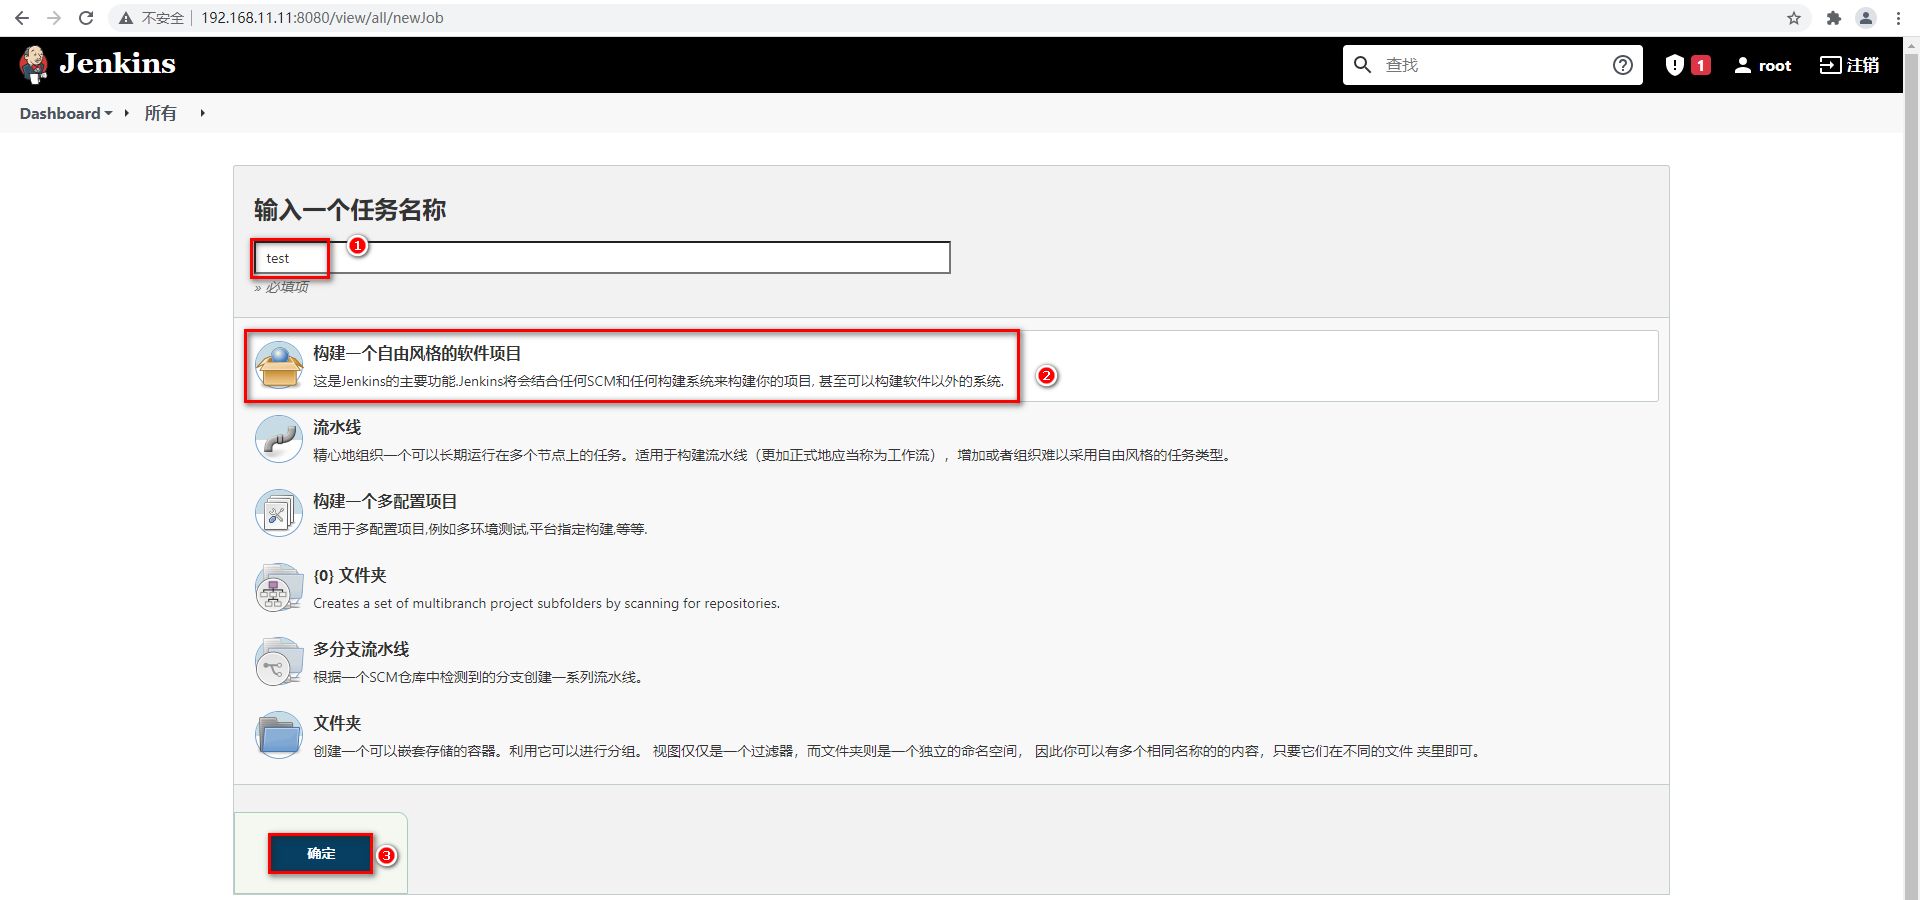 不安全 192.168.11.11:8080/view/all/newJob
Jenkins
查找
1
root
注销
Dashboard
所有
输入一个任务名称
1
test
» 必填项
构建一个自由风格的软件项目
这是Jenkins的主要功能.Jenkins将会结合任何SCM和任何构建系统来构建你的项目, 甚至可以构建软件以外的系统.
2
流水线
精心地组织一个可以长期运行在多个节点上的任务。适用于构建流水线（更加正式地应当称为工作流），增加或者组织难以采用自由风格的任务类型。
构建一个多配置项目
适用于多配置项目,例如多环境测试,平台指定构建,等等.
{0} 文件夹
Creates a set of multibranch project subfolders by scanning for repositories.
多分支流水线
根据一个SCM仓库中检测到的分支创建一系列流水线。
文件夹
创建一个可以嵌套存储的容器。利用它可以进行分组。 视图仅仅是一个过滤器，而文件夹则是一个独立的命名空间， 因此你可以有多个相同名称的的内容，只要它们在不同的文件 夹里即可。
确定
3